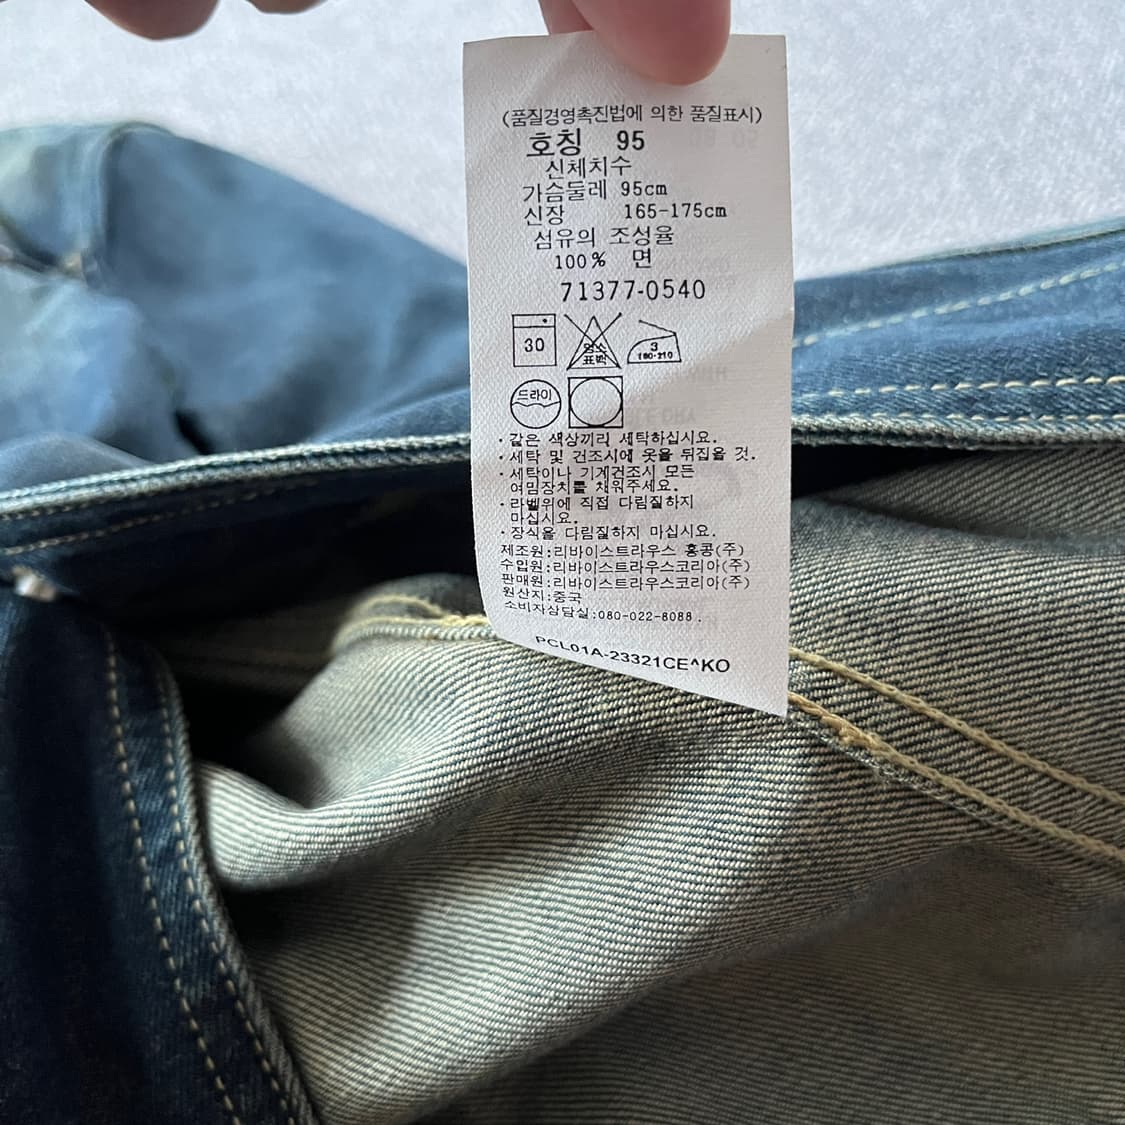 (품질경영촉진법에 의한 품질표시)
호칭 95
신체치수
가슴둘레 95cm
신장 165-175cm
섬유의 조성율
100% 면
71377-0540
30 염소 표백 3 180-210
드라이
·같은 색상끼리 세탁하십시요.
·세탁 및 건조시에 옷을 뒤집을 것.
·세탁이나 기계건조시 모든
여밈장치를 채워주세요.
·라벨위에 직접 다림질하지
마십시요.
·장식을 다림질하지 마십시요.
제조원:리바이스트라우스 홍콩(주)
수입원:리바이스트라우스코리아(주)
판매원:리바이스트라우스코리아(주)
원산지:중국
소비자상담실:080-022-8088.
PCL01A-23321CE^KO